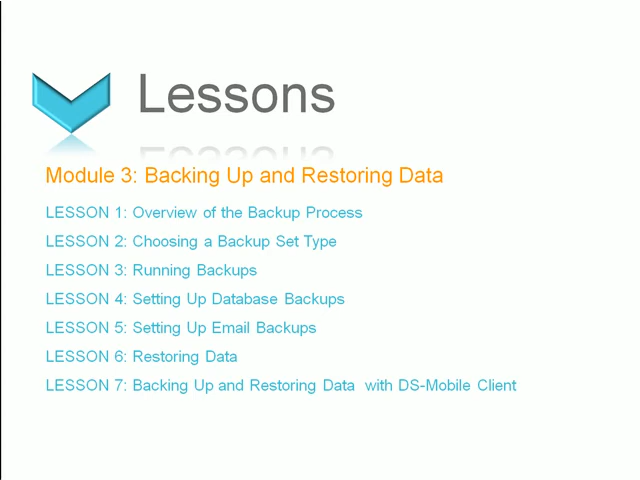 Lessons
Module 3: Backing Up and Restoring Data
LESSON 1: Overview of the Backup Process
LESSON 2: Choosing a Backup Set Type
LESSON 3: Running Backups
LESSON 4: Setting Up Database Backups
LESSON 5: Setting Up Email Backups
LESSON 6: Restoring Data
LESSON 7: Backing Up and Restoring Data  with DS-Mobile Client